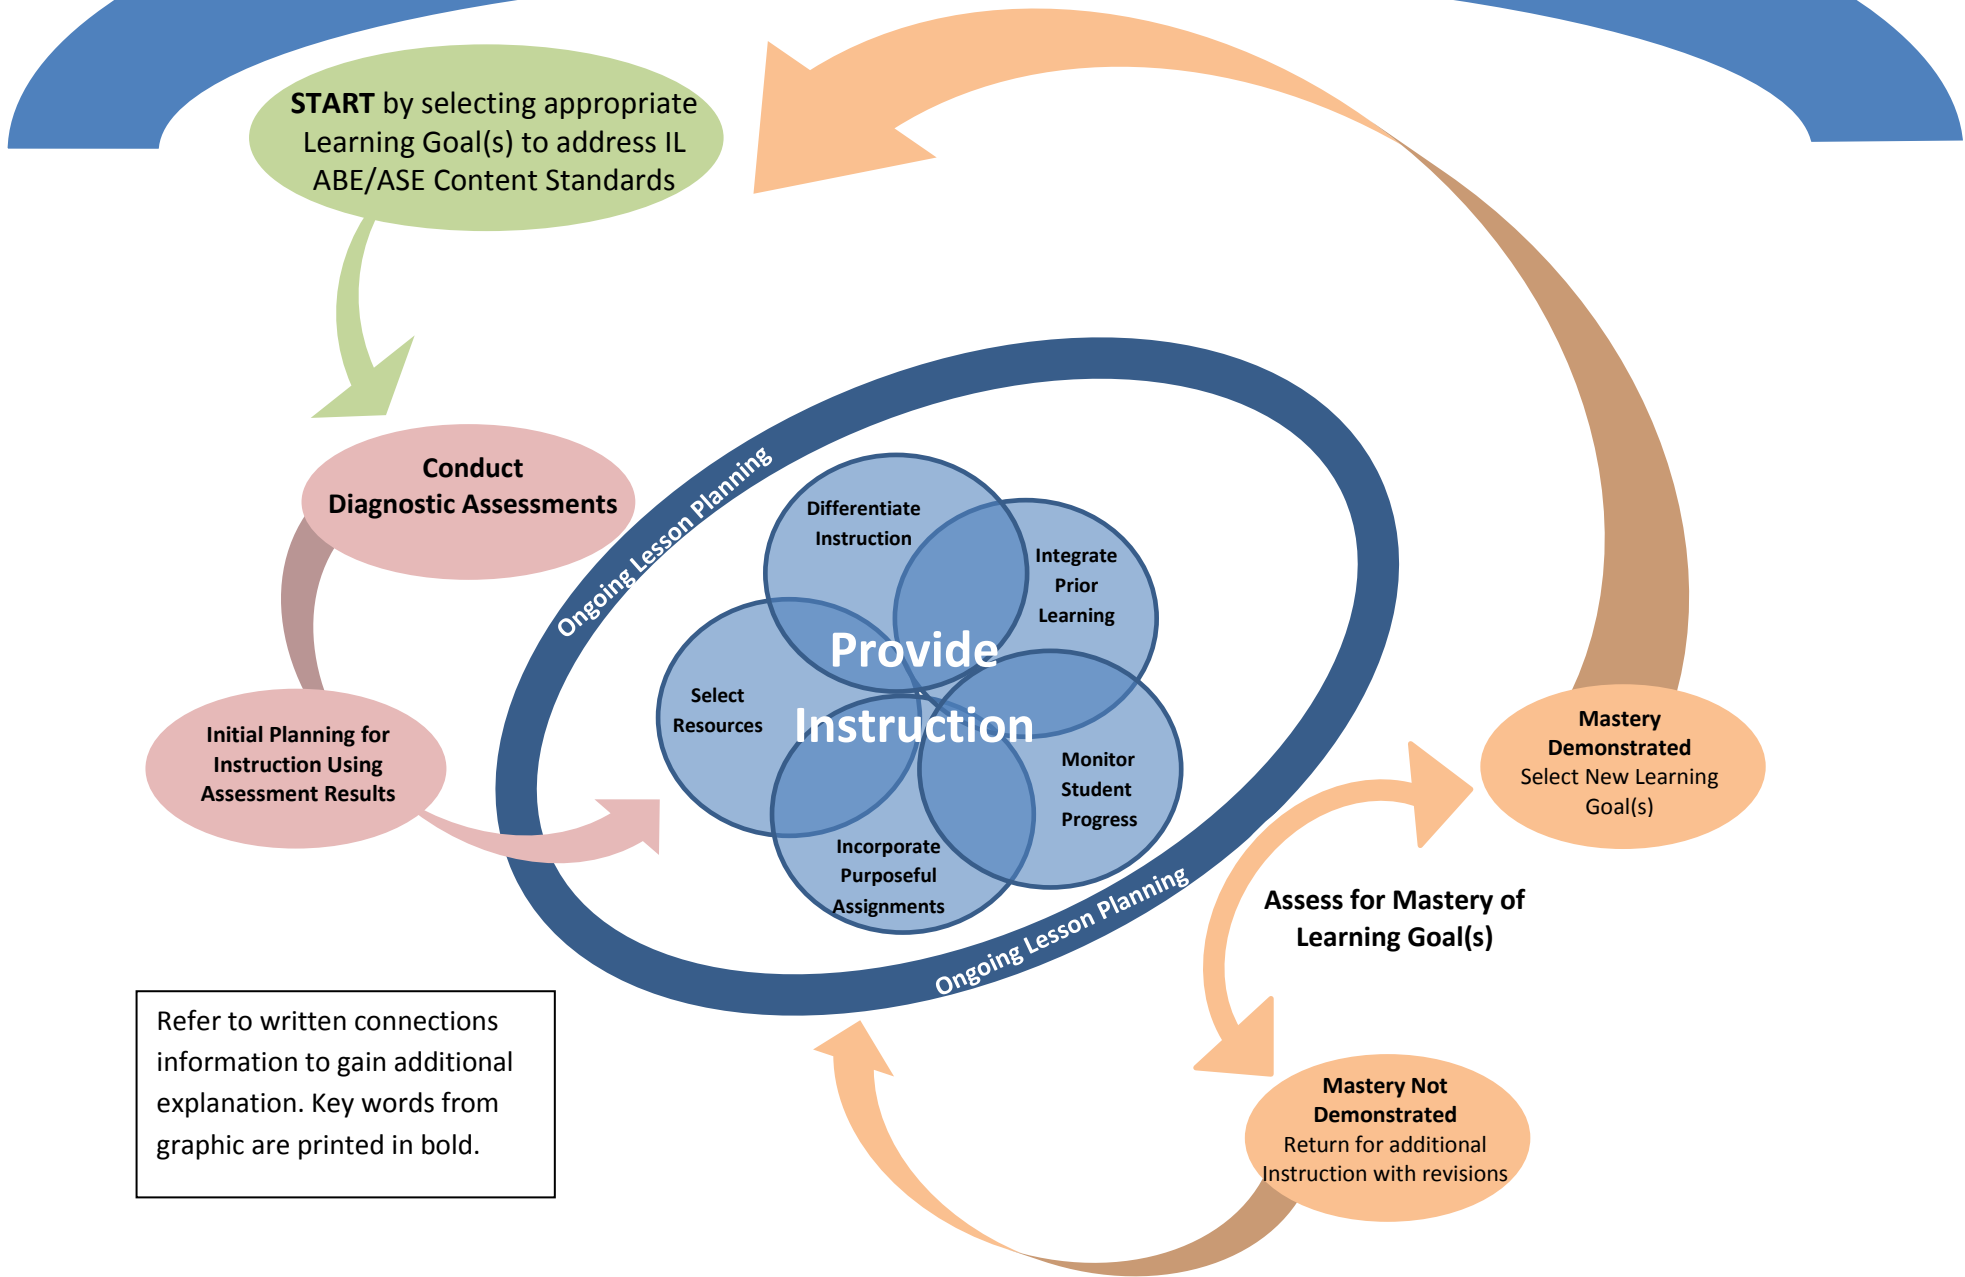 START by selecting appropriate
Learning Goal(s) to address IL
ABE/ASE Content Standards
Conduct
Diagnostic Assessments
Initial Planning for
Instruction Using
Assessment Results
Ongoing Lesson Planning
Differentiate
Instruction
Integrate
Prior
Learning
Provide
Instruction
Select
Resources
Monitor
Student
Progress
Incorporate
Purposeful
Assignments
Ongoing Lesson Planning
Mastery
Demonstrated
Select New Learning
Goal(s)
Assess for Mastery of
Learning Goal(s)
Mastery Not
Demonstrated
Return for additional
Instruction with revisions
Refer to written connections
information to gain additional
explanation. Key words from
graphic are printed in bold.